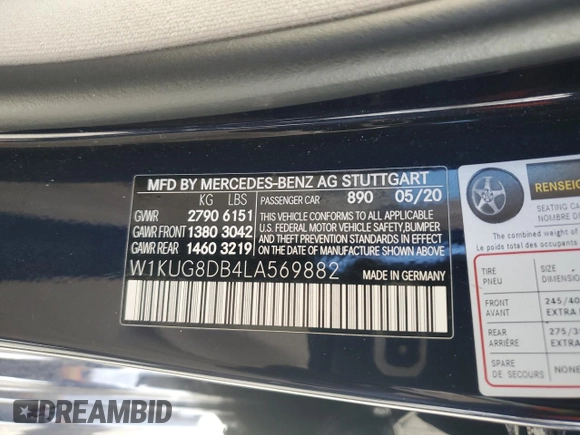 MFD BY MERCEDES-BENZ AG STUTTGART
KG LBS PASSENGER CAR 890 05/20
GVWR 2790 6151
GAWR FRONT 1380 3042
GAWR REAR 1460 3219
THIS VEHICLE CONFORMS TO ALL APPLICABLE
U.S. FEDERAL MOTOR VEHICLE SAFETY, BUMPER
AND THEFT PREVENTION STANDARDS IN
EFFECT ON THE DATE OF MANUFACTURE
SHOWN ABOVE.
W1KUG8DB4LA569882 MADE IN GERMANY
RENSEIG
SEATING CA
NOMBRE D
The combined weight of
Le poids total des occupants
TIRE
PNEU
SIZE
DIMENSION
FRONT
AVANT
245/40
EXTRA
REAR
ARRIÈRE
275/3
EXTRA
SPARE
DE SECOURS
NONE
DREAMBID